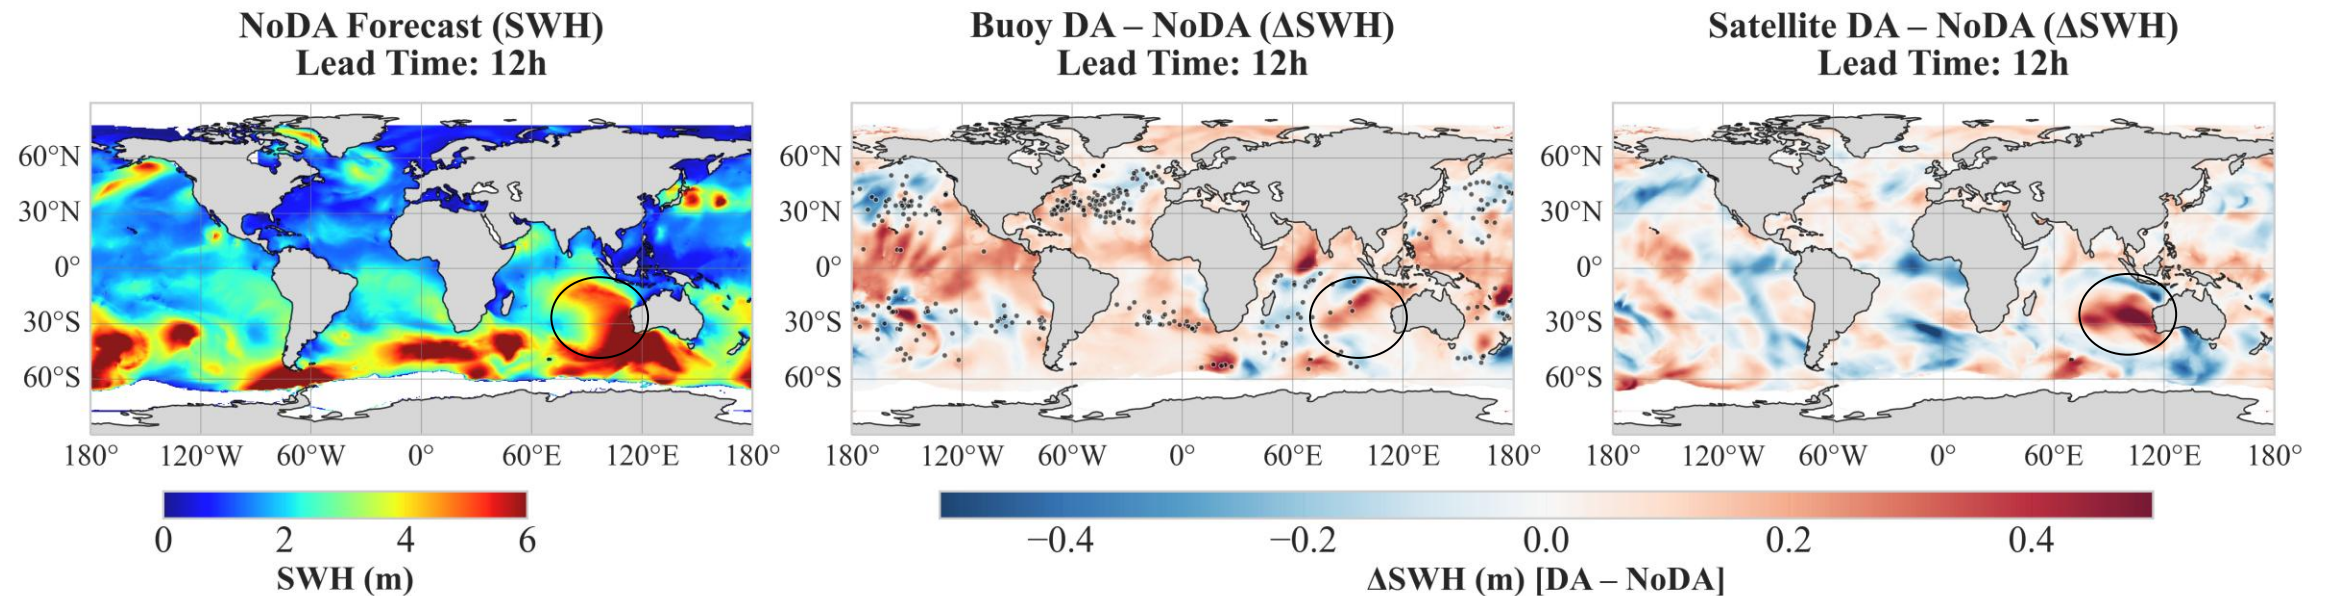 NoDA Forecast (SWH)
Lead Time: 12h
Buoy DA – NoDA (ΔSWH)
Lead Time: 12h
Satellite DA – NoDA (ΔSWH)
Lead Time: 12h
60°N
30°N
0°
30°S
60°S
180° 120°W 60°W 0° 60°E 120°E 180°
60°N
30°N
0°
30°S
60°S
180° 120°W 60°W 0° 60°E 120°E 180°
60°N
30°N
0°
30°S
60°S
180° 120°W 60°W 0° 60°E 120°E 180°
0 2 4 6
SWH (m)
−0.4 −0.2 0.0 0.2 0.4
ΔSWH (m) [DA – NoDA]